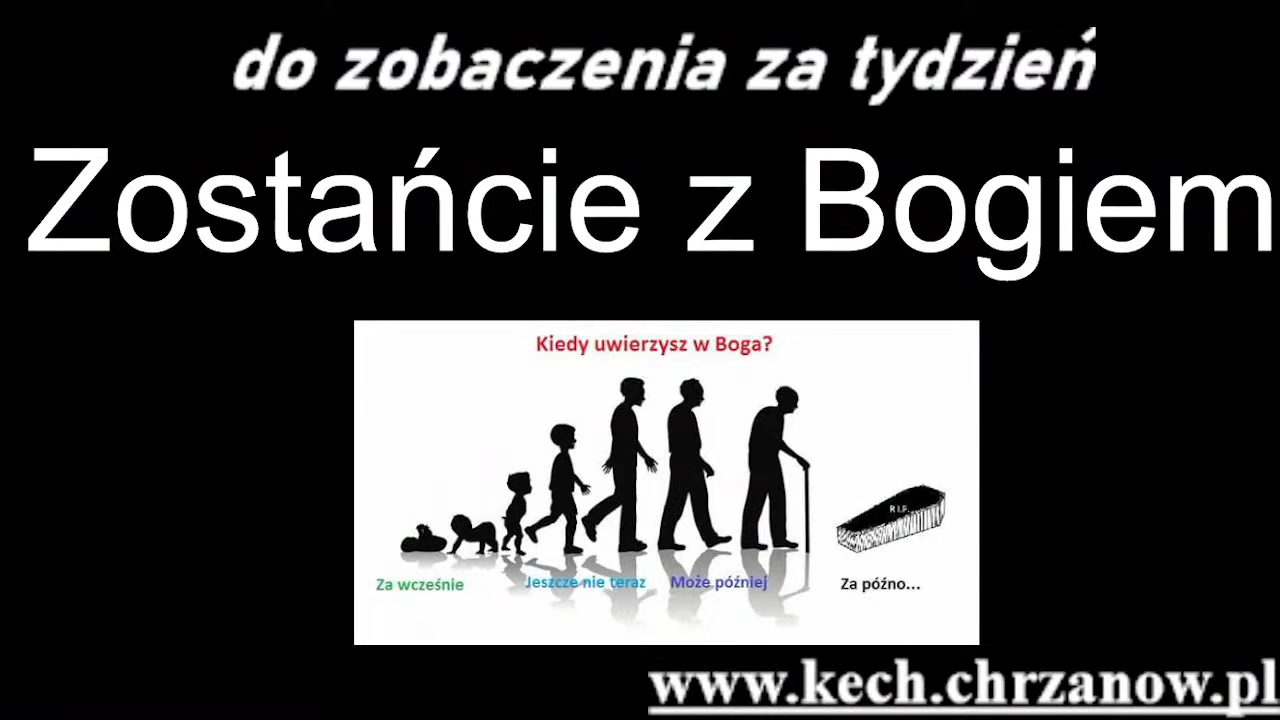 do zobaczenia za tydzień
Zostańcie z Bogiem
Kiedy uwierzysz w Boga?
R.I.P.
Za wcześnie Jeszcze nie teraz Może później Za późno...
www.kech.chrzanow.pl